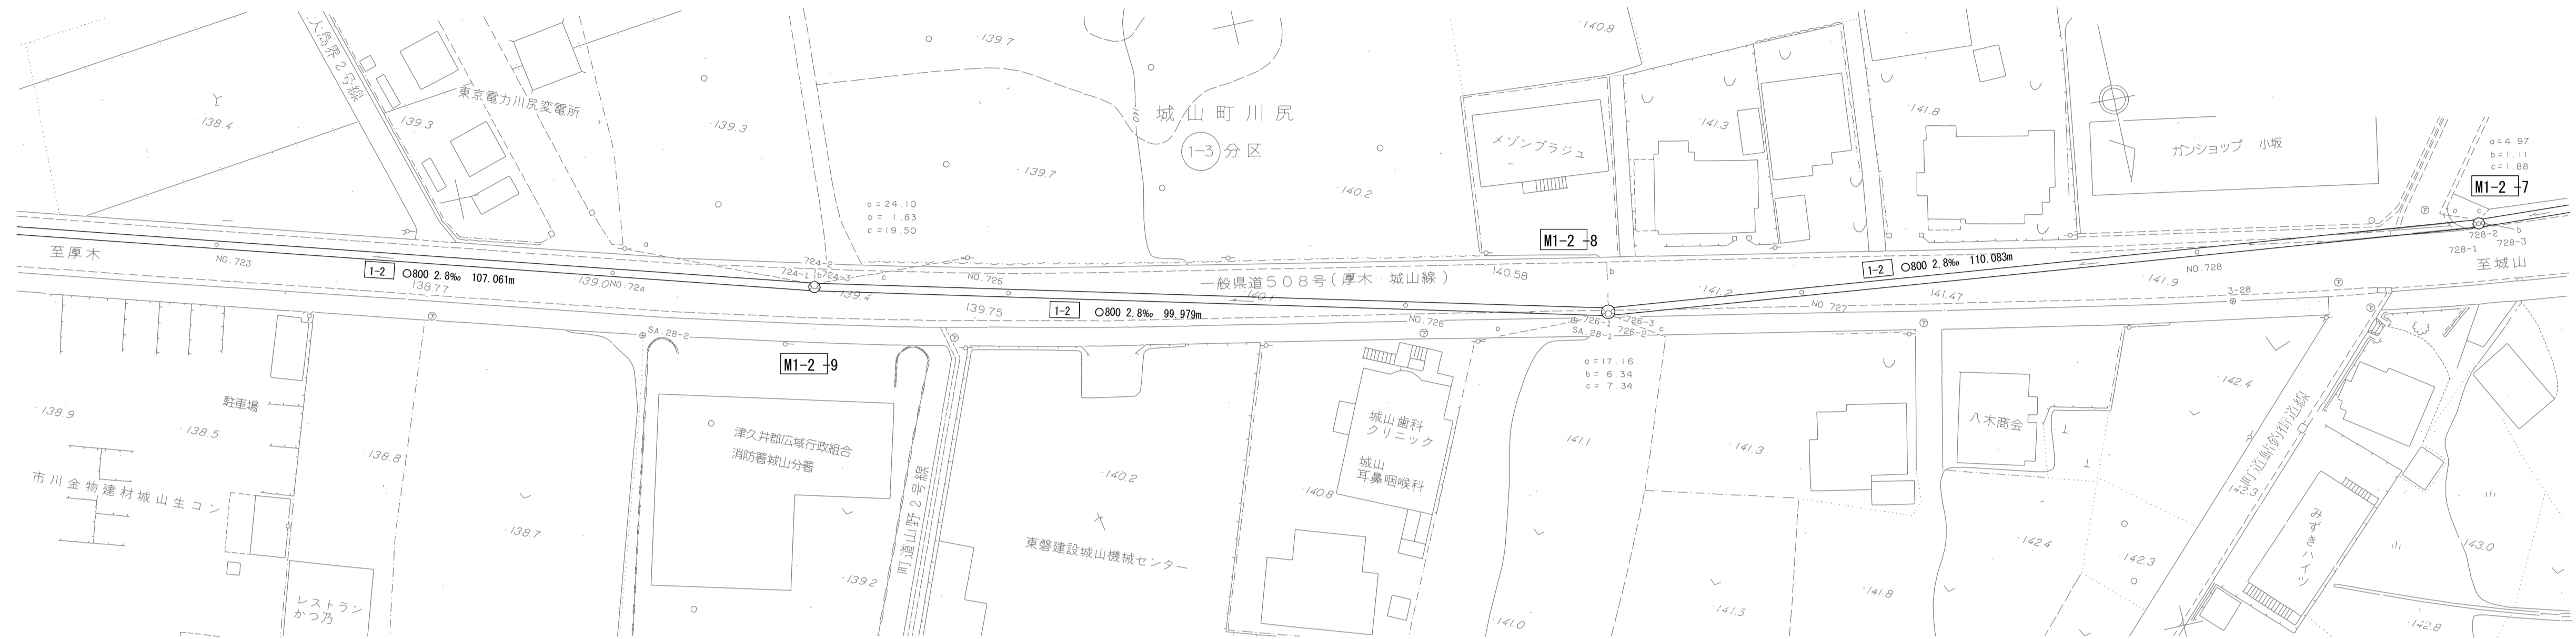 人鳥界2号線
東京電力川尻変電所
138.4
139.3
139.3
139.7
139.7
140
城山町川尻
1-3 分区
140.2
140.8
メゾンプラジュ
141.3
141.8
ガンショップ 小坂
a=4.97
b=1.11
c=1.88
M1-2 -7
a=24.10
b= 1.83
c=19.50
M1-2 -8
至厚木
NO.723
1-2 ○800 2.8‰ 107.061m
138.77
139.0
NO.724
724-1
724-2
b
724-3
a
c
139.4
NO.725
139.75
一般県道508号(厚木 城山線)
140.1
1-2 ○800 2.8‰ 99.979m
140.58
b
NO.726
a
726-1
726-3
SA.28-1
726-2
c
141.2
NO.727
1-2 ○800 2.8‰ 110.083m
141.47
141.9
NO.728
3-28
a
c
b
728-2
728-1
728-3
至城山
SA.28-2
M1-2 -9
a=17.16
b= 6.34
c= 7.34
駐車場
138.9
138.5
138.8
市川金物建材城山生コン
レストラン
かつ乃
138.7
津久井郡広域行政組合
消防署城山分署
139.2
町道山野2号線
140.2
東磐建設城山機械センター
城山歯科
クリニック
城山
耳鼻咽喉科
140.8
141.1
141.0
141.3
141.5
141.8
八木商会
142.4
142.4
142.3
142.3
みずきハイツ
143.0
142.8